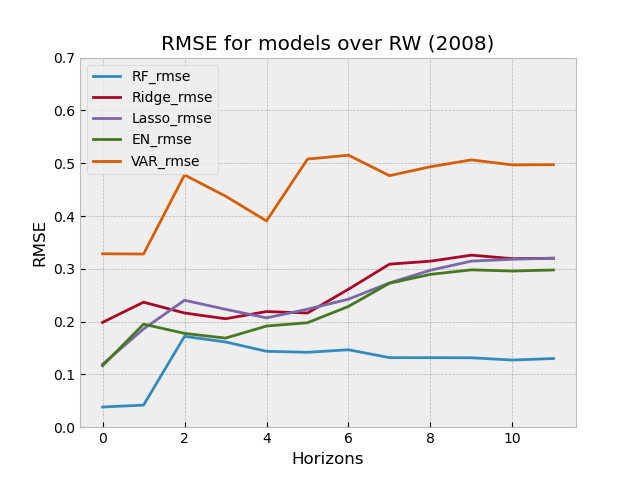 RMSE for models over RW (2008)
RF_rmse
Ridge_rmse
Lasso_rmse
EN_rmse
VAR_rmse
RMSE
0.7
0.6
0.5
0.4
0.3
0.2
0.1
0.0
0 2 4 6 8 10
Horizons